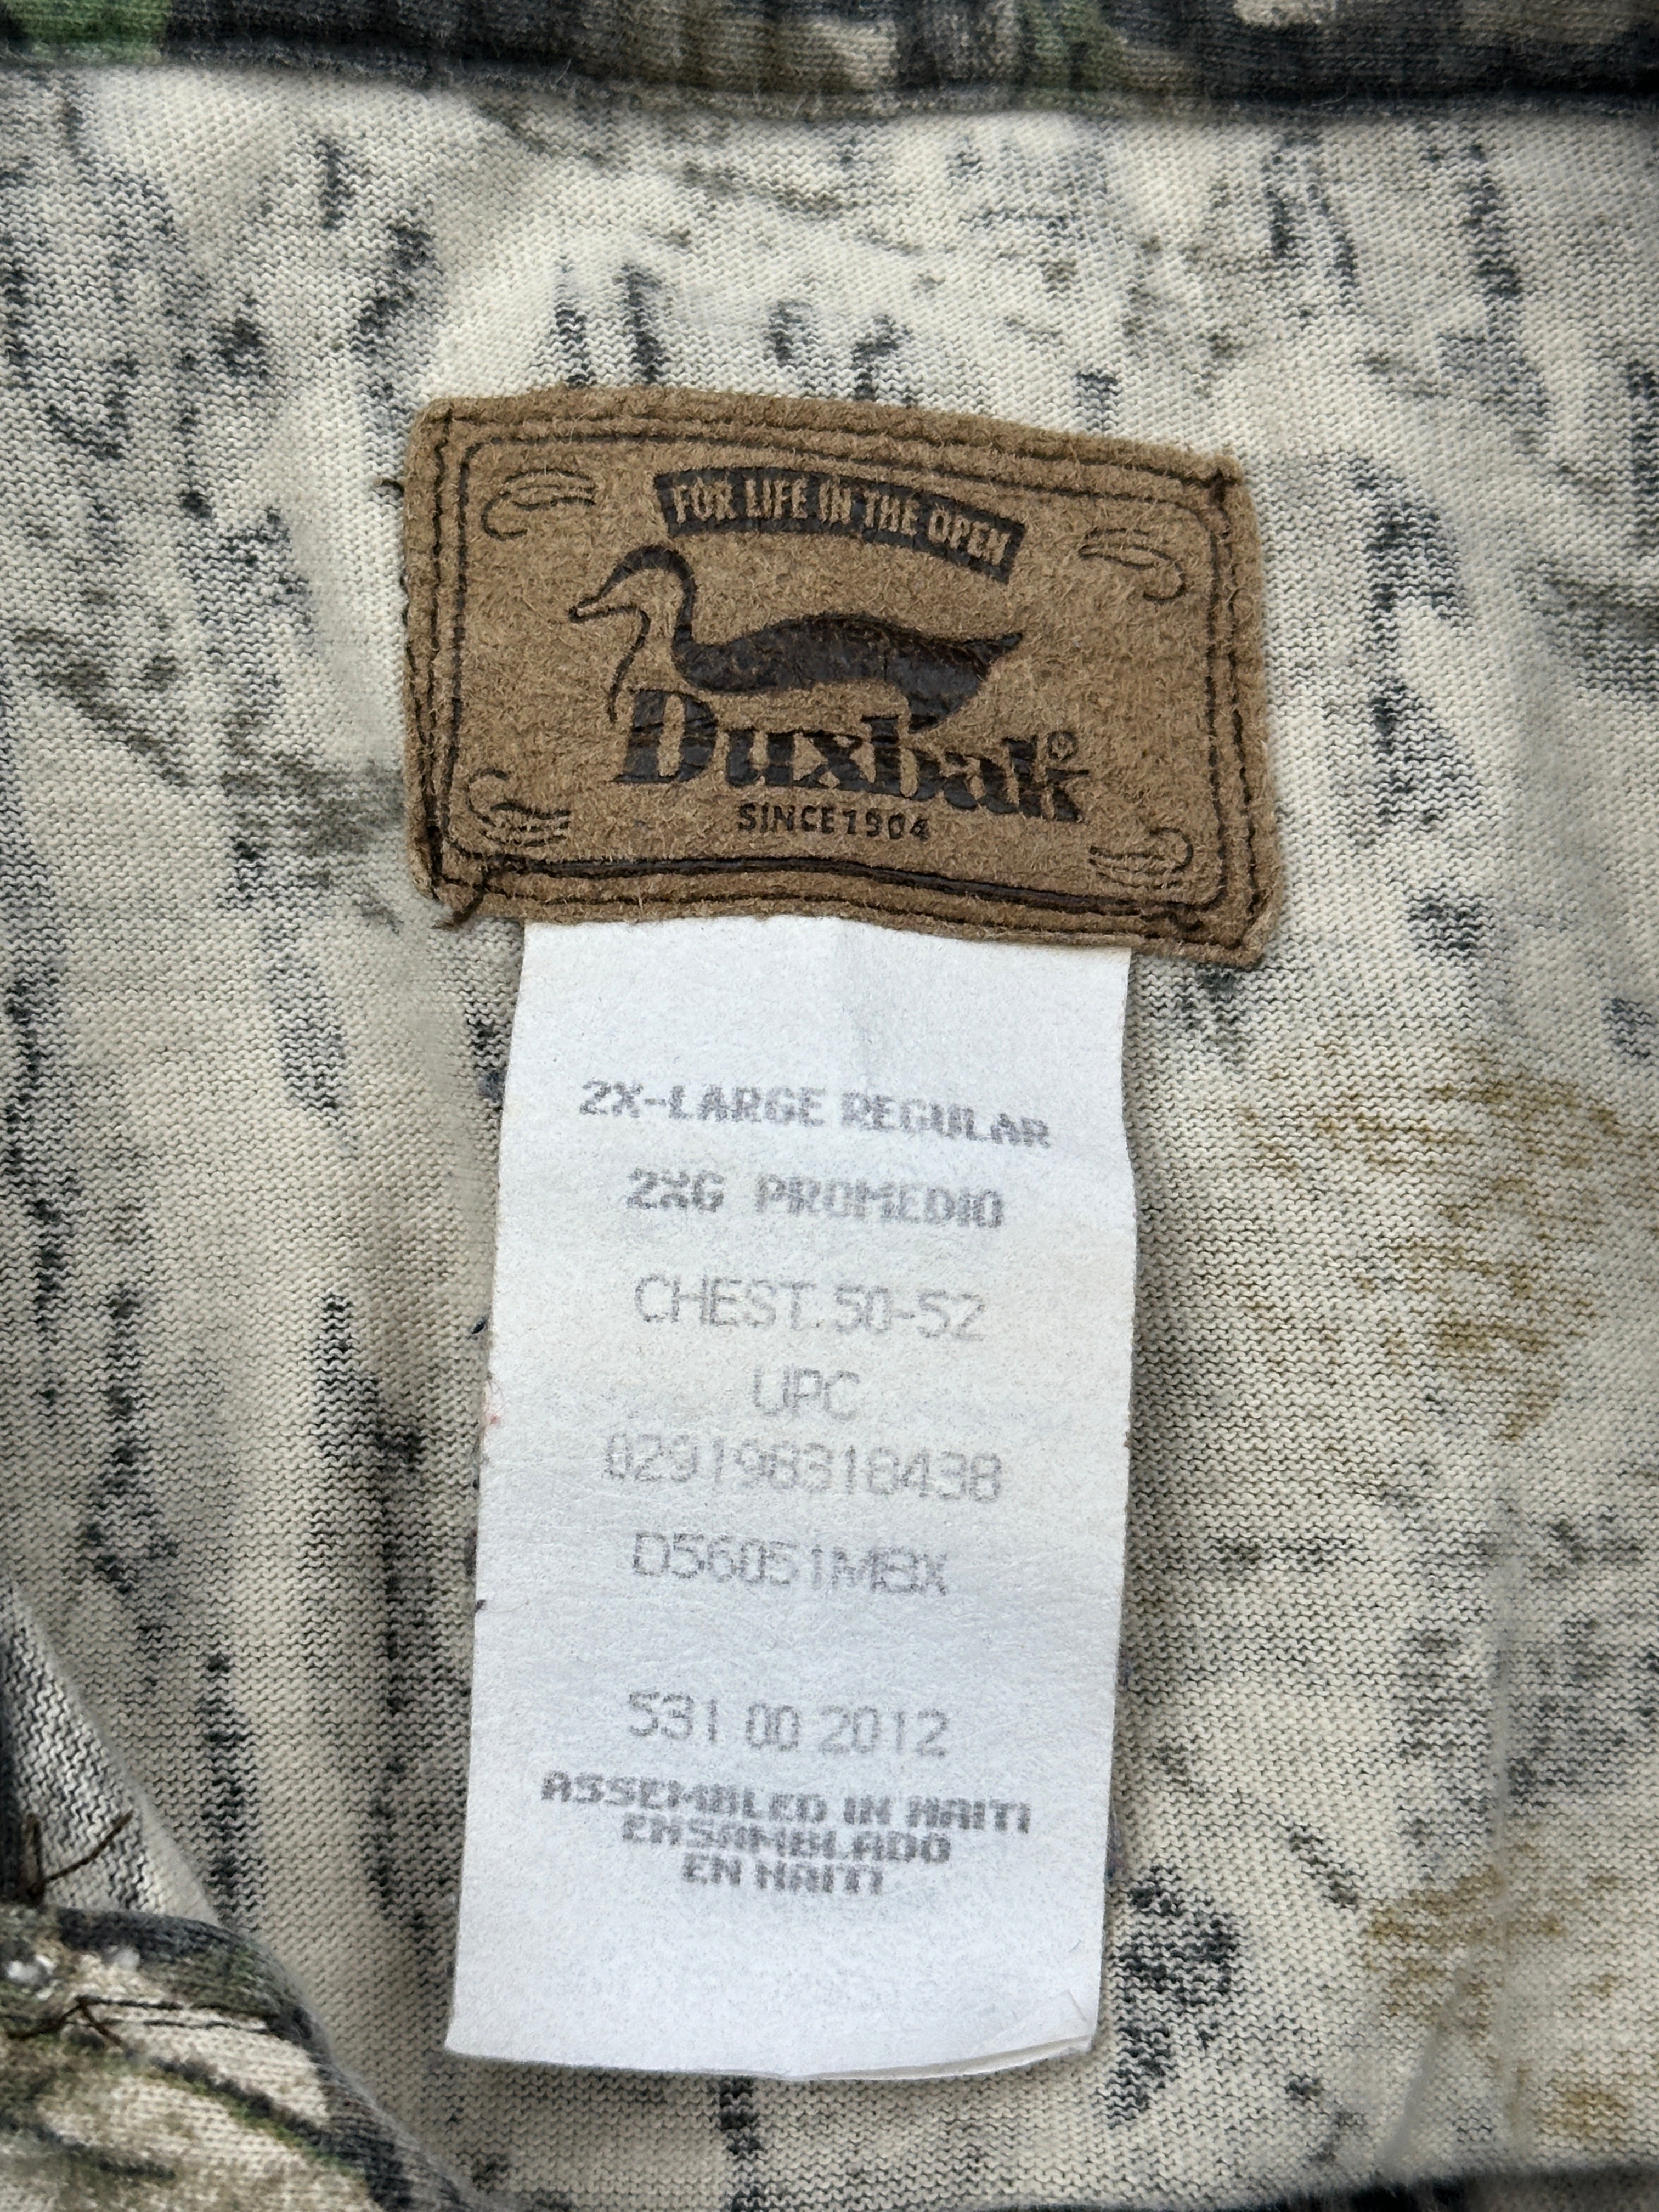 FOR LIFE IN THE OPEN
Duxbak®
SINCE 1904
2X-LARGE REGULAR
2XG PROMEDIO
CHEST.50-52
UPC
029198318438
D56051MBX
531 00 2012
ASSEMBLED IN HAITI
ENSAMBLADO
EN HAITI